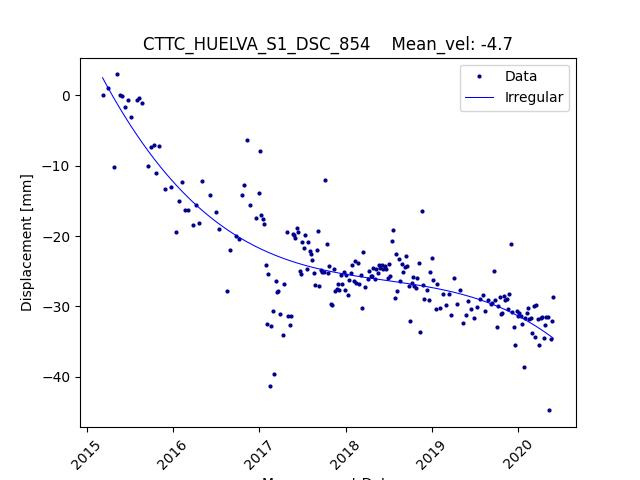 CTTC_HUELVA_S1_DSC_854    Mean_vel: -4.7
Data
Irregular
Displacement [mm]
0
−10
−20
−30
−40
2015
2016
2017
2018
2019
2020